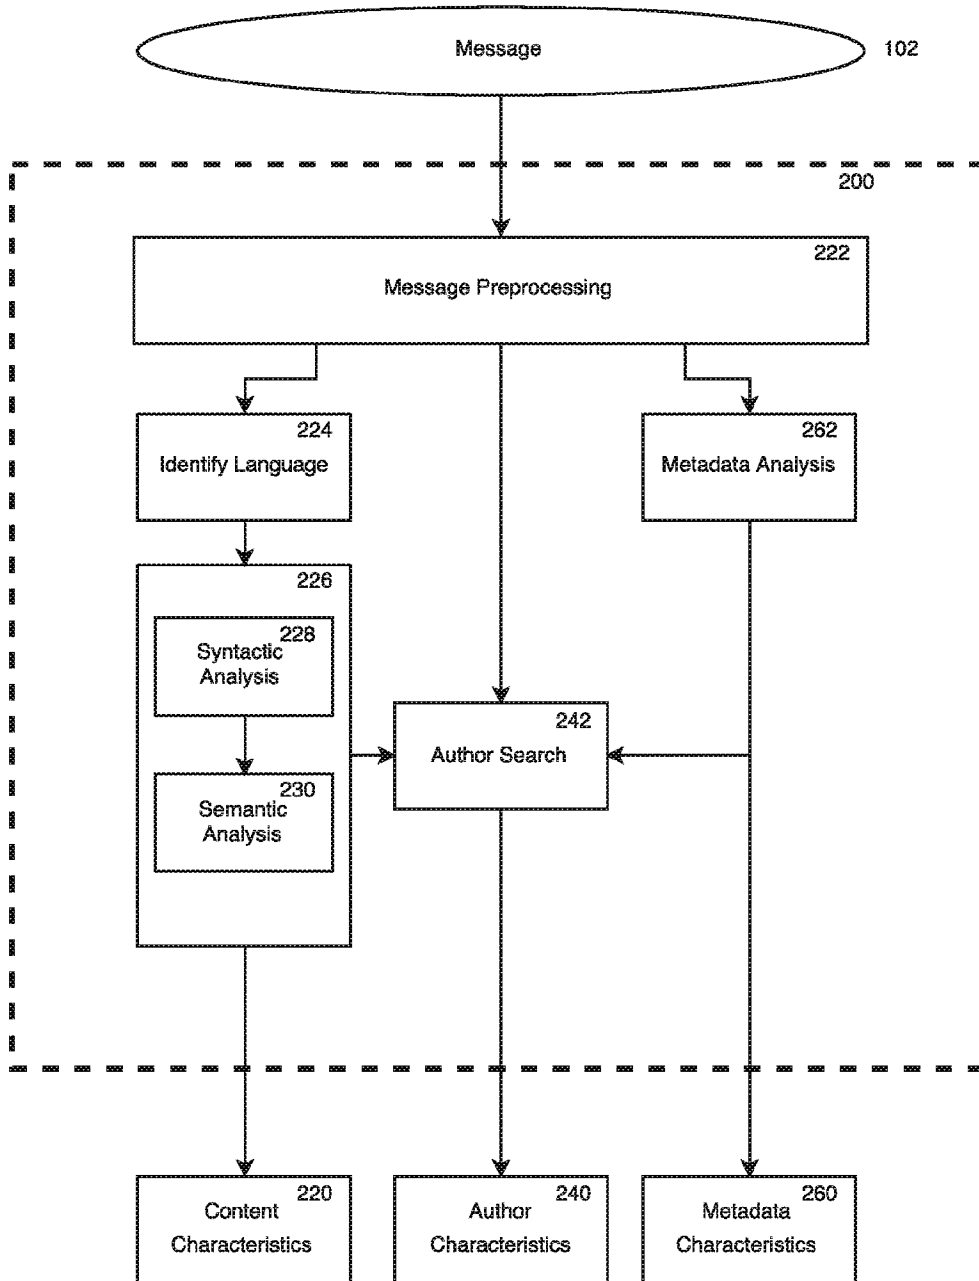 Message
102
200
222
Message Preprocessing
224
Identify Language
262
Metadata Analysis
226
228
Syntactic
Analysis
242
Author Search
230
Semantic
Analysis
220
Content
Characteristics
240
Author
Characteristics
260
Metadata
Characteristics